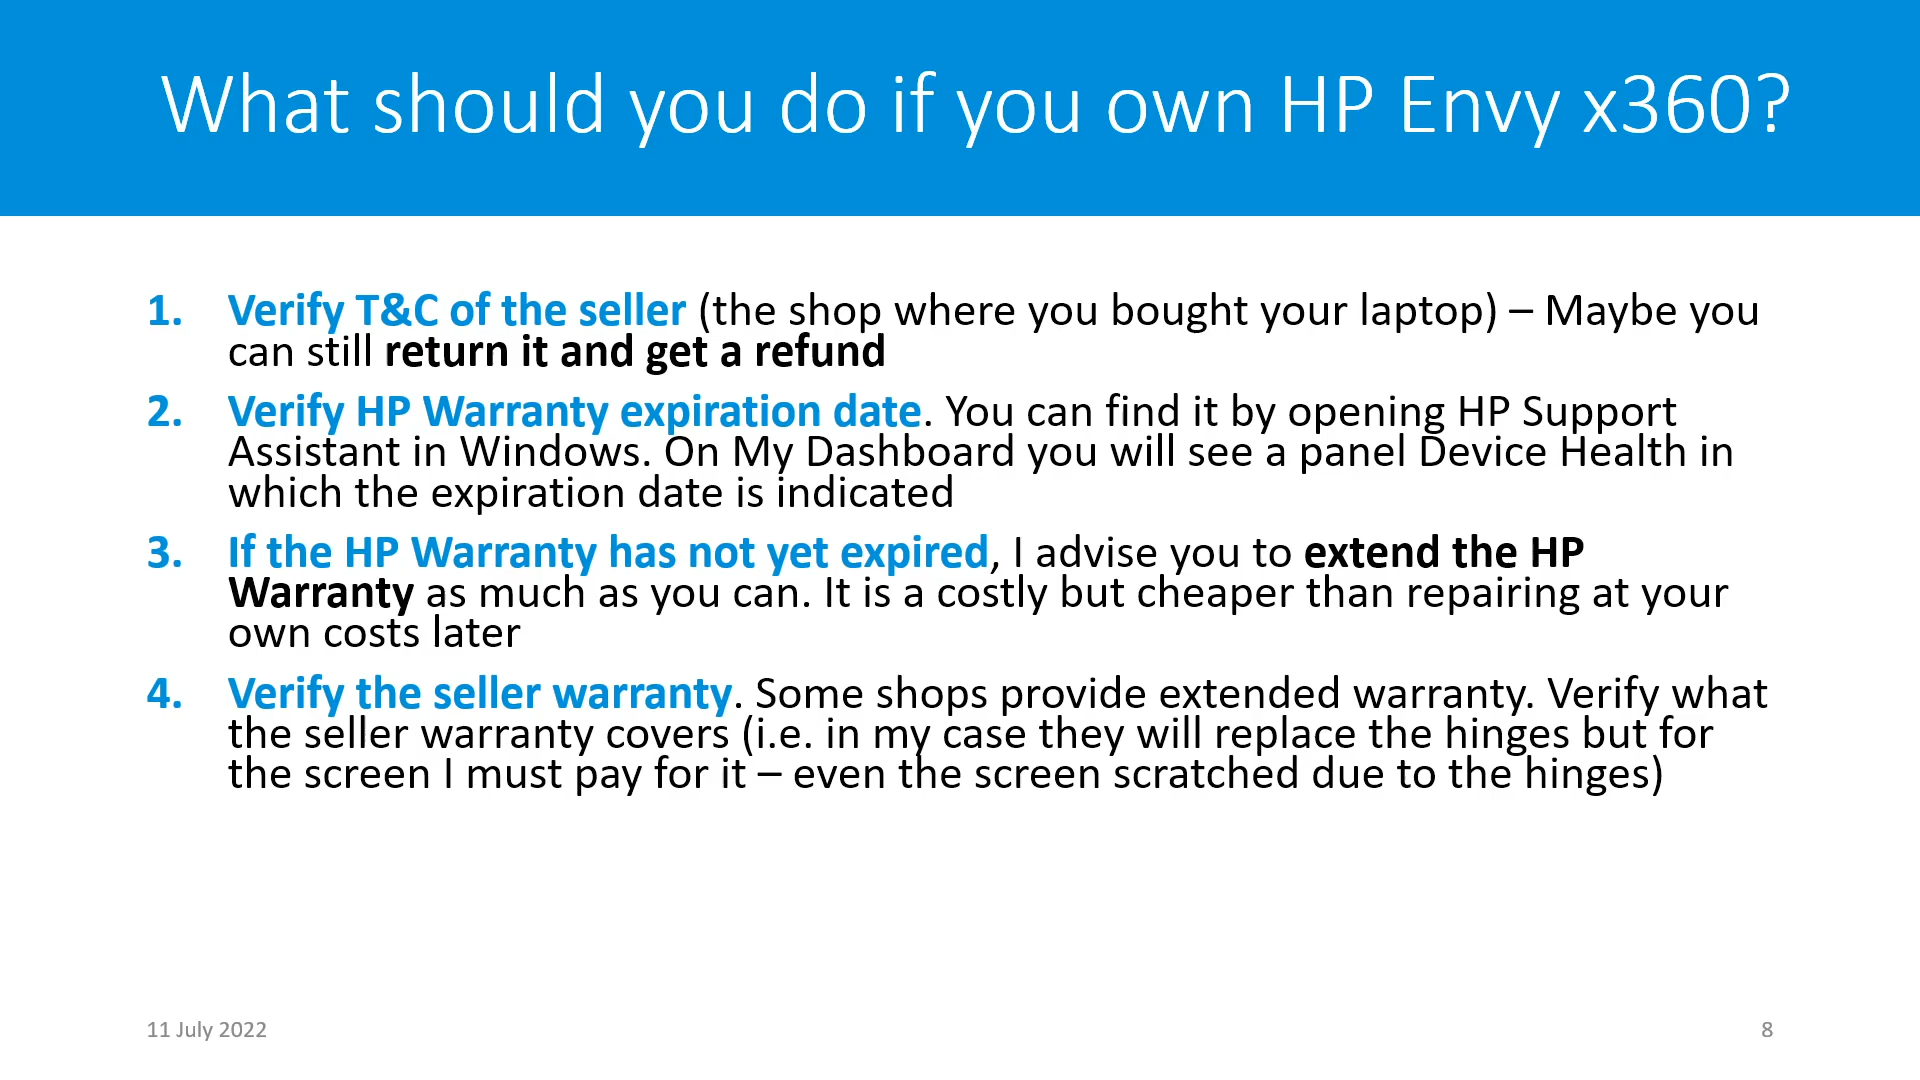 What should you do if you own HP Envy x360?
1. Verify T&C of the seller (the shop where you bought your laptop) – Maybe you
can still return it and get a refund
2. Verify HP Warranty expiration date. You can find it by opening HP Support
Assistant in Windows. On My Dashboard you will see a panel Device Health in
which the expiration date is indicated
3. If the HP Warranty has not yet expired, I advise you to extend the HP
Warranty as much as you can. It is a costly but cheaper than repairing at your
own costs later
4. Verify the seller warranty. Some shops provide extended warranty. Verify what
the seller warranty covers (i.e. in my case they will replace the hinges but for
the screen I must pay for it – even the screen scratched due to the hinges)
11 July 2022
8